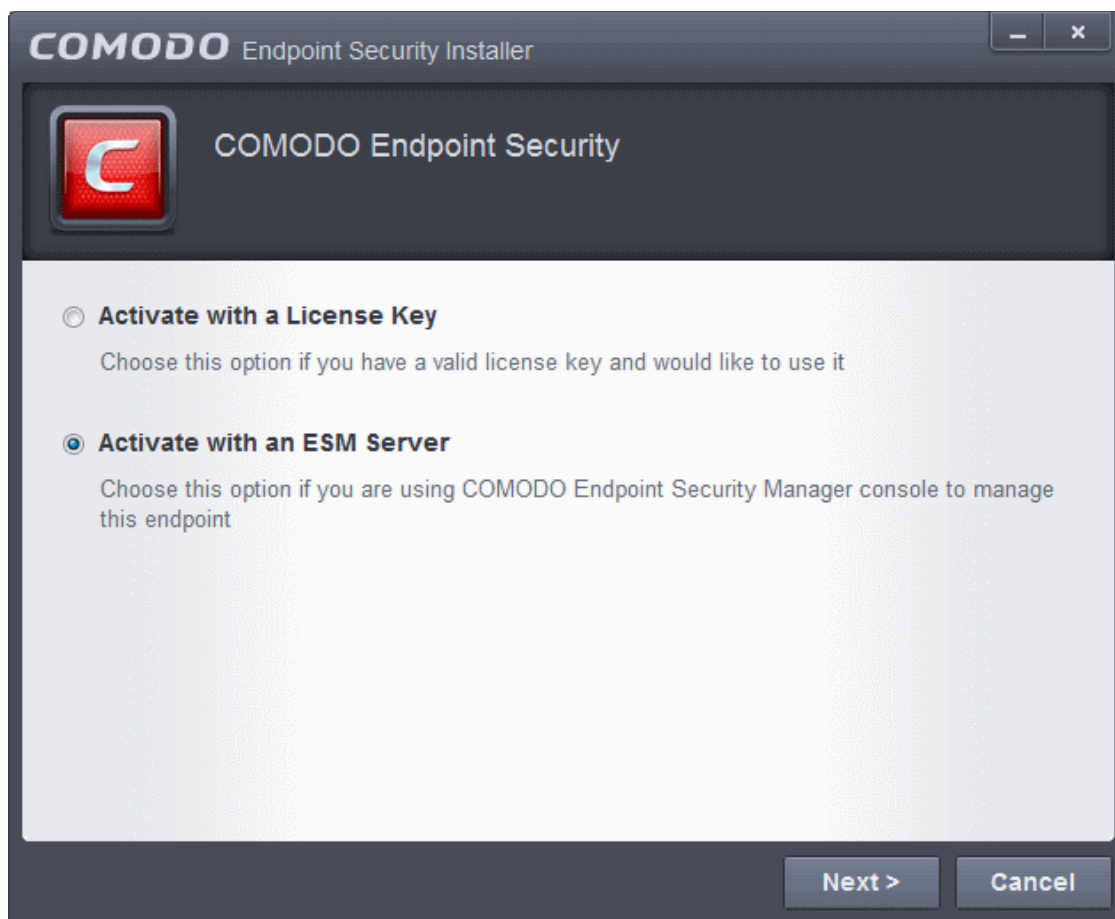 COMODO Endpoint Security Installer
COMODO Endpoint Security
Activate with a License Key
Choose this option if you have a valid license key and would like to use it
Activate with an ESM Server
Choose this option if you are using COMODO Endpoint Security Manager console to manage
this endpoint
Next >
Cancel